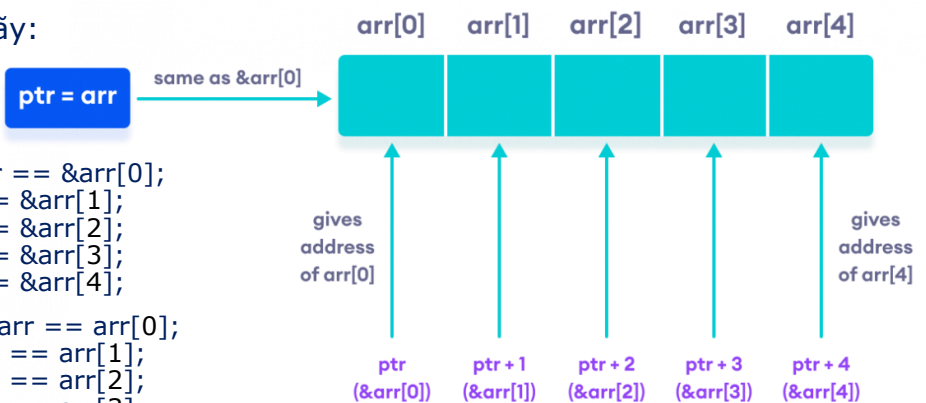 ãy:
arr[0] arr[1] arr[2] arr[3] arr[4]
ptr = arr
same as &arr[0]
== &arr[0];
= &arr[1];
= &arr[2];
= &arr[3];
= &arr[4];
arr == arr[0];
== arr[1];
== arr[2];
gives
address
of arr[0]
gives
address
of arr[4]
ptr ptr + 1 ptr + 2 ptr + 3 ptr + 4
(&arr[0]) (&arr[1]) (&arr[2]) (&arr[3]) (&arr[4])